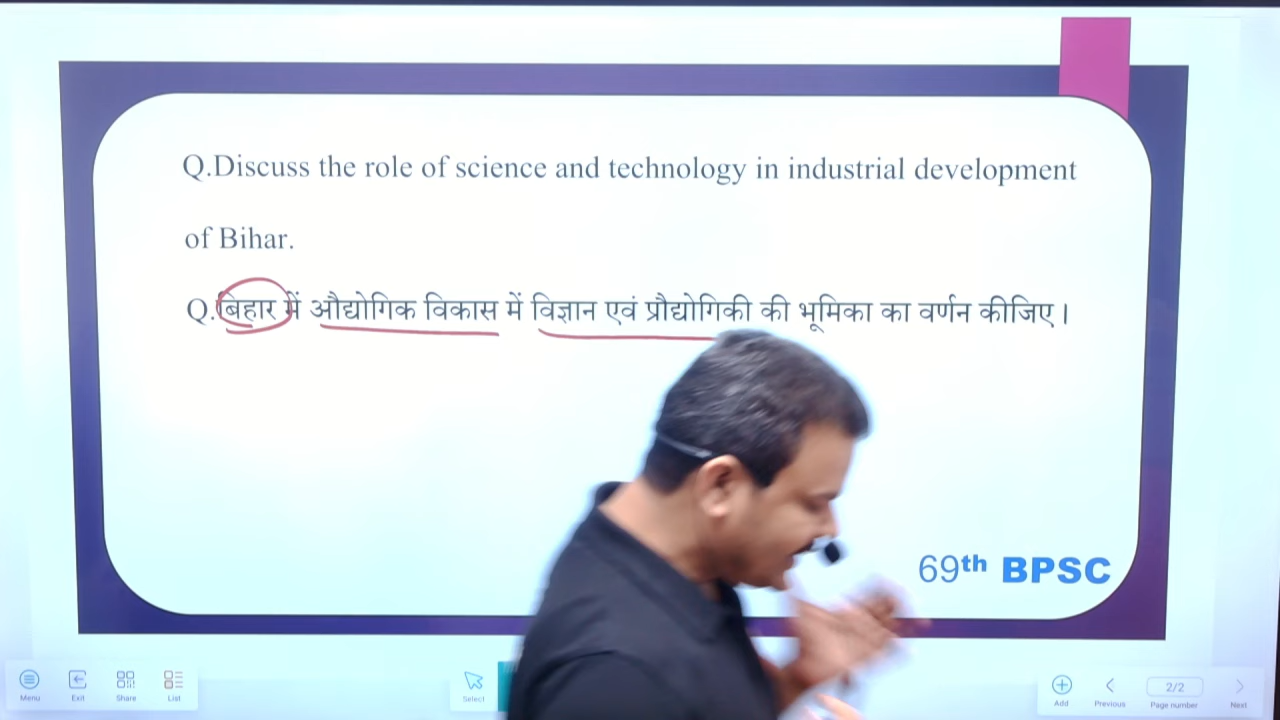 Q.Discuss the role of science and technology in industrial development
of Bihar.
Q.बिहार में औद्योगिक विकास में विज्ञान एवं प्रौद्योगिकी की भूमिका का वर्णन कीजिए।
69th BPSC
Menu Exit Share List Select Add Previous 2/2 Page number Next